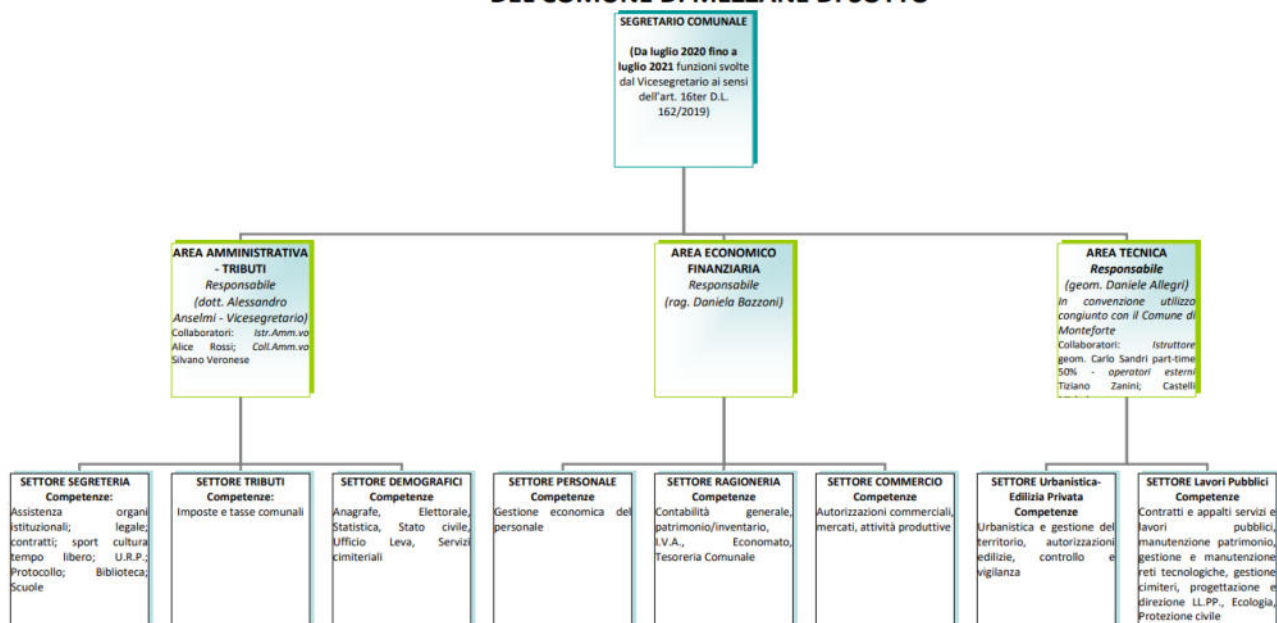 DEL COMUNE DI MEZZANE DI SOTTO
SEGRETARIO COMUNALE
(Da luglio 2020 fino a
luglio 2021 funzioni svolte
dal Vicesegretario ai sensi
dell'art. 16ter D.L.
162/2019)
AREA AMMINISTRATIVA
- TRIBUTI
Responsabile
(dott. Alessandro
Anselmi - Vicesegretario)
Collaboratori: Istr.Amm.vo
Alice Rossi; Coll.Amm.vo
Silvano Veronese
AREA ECONOMICO
FINANZIARIA
Responsabile
(rag. Daniela Bazzoni)
AREA TECNICA
Responsabile
(geom. Daniele Allegri)
In convenzione utilizzo
congiunto con il Comune di
Monteforte
Collaboratori: Istruttore
geom. Carlo Sandri part-time
50% - operatori esterni
Tiziano Zanini; Castelli
SETTORE SEGRETERIA
Competenze:
Assistenza organi
istituzionali; legale;
contratti; sport cultura
tempo libero; U.R.P.;
Protocollo; Biblioteca;
Scuole
SETTORE TRIBUTI
Competenze:
Imposte e tasse comunali
SETTORE DEMOGRAFICI
Competenze
Anagrafe, Elettorale,
Statistica, Stato civile,
Ufficio Leva, Servizi
cimiteriali
SETTORE PERSONALE
Competenze
Gestione economica del
personale
SETTORE RAGIONERIA
Competenze
Contabilità generale,
patrimonio/inventario,
I.V.A., Economato,
Tesoreria Comunale
SETTORE COMMERCIO
Competenze
Autorizzazioni commerciali,
mercati, attività produttive
SETTORE Urbanistica-
Edilizia Privata
Competenze
Urbanistica e gestione del
territorio, autorizzazioni
edilizie, controllo e
vigilanza
SETTORE Lavori Pubblici
Competenze
Contratti e appalti servizi e
lavori pubblici,
manutenzione patrimonio,
gestione e manutenzione
reti tecnologiche, gestione
cimiteri, progettazione e
direzione LL.PP., Ecologia,
Protezione civile